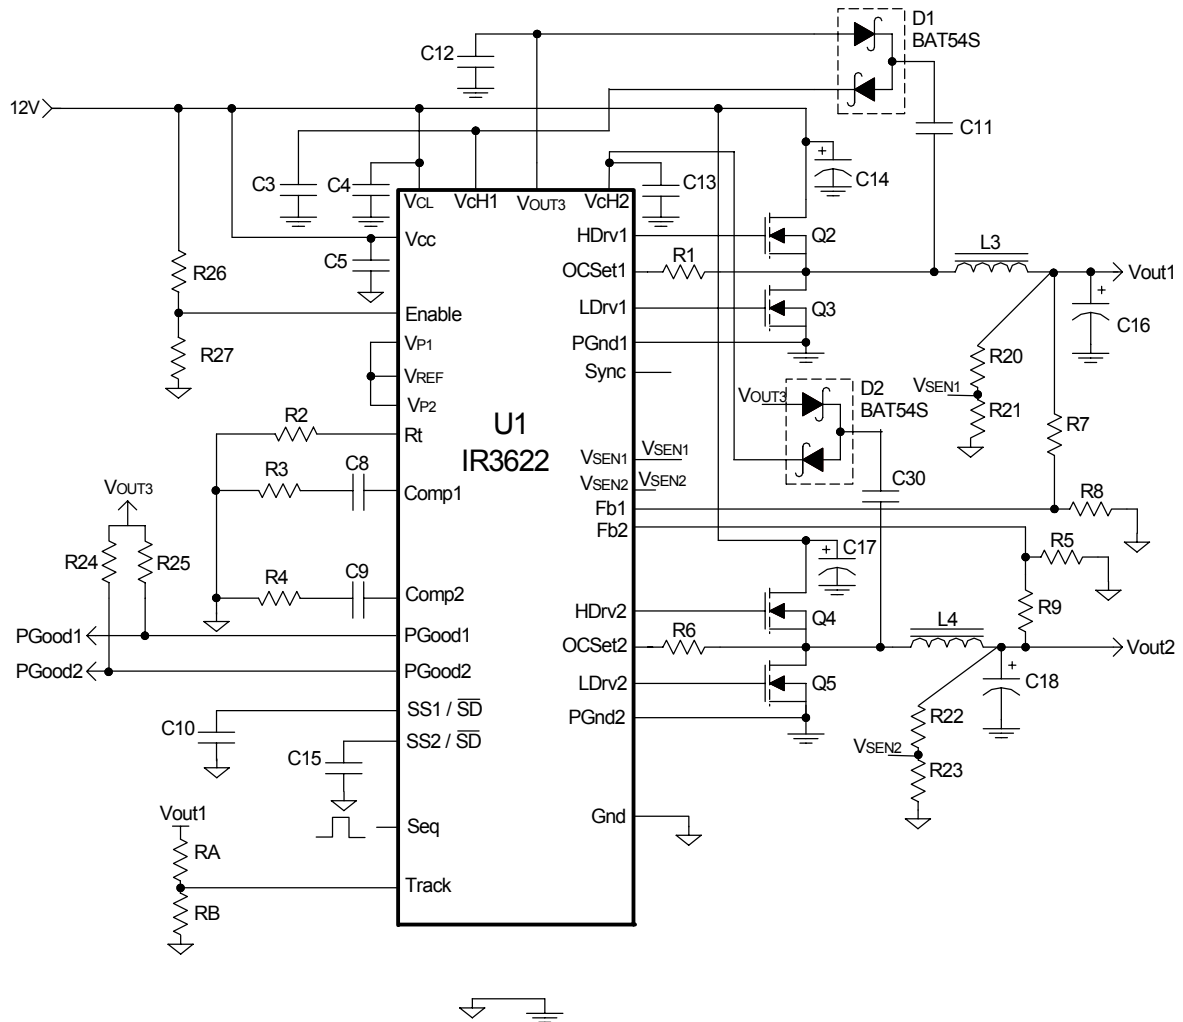 D1
BAT54S
C12
12V
C11
C3
C4
C13
+
C14
VCL
VcH1
VOUT3
VcH2
Vcc
HDrv1
Q2
R1
L3
C5
R26
OCSet1
Vout1
+
C16
Enable
LDrv1
Q3
R27
VP1
PGnd1
R20
VREF
Sync
VOUT3
D2
BAT54S
VSEN1
VP2
R21
R2
U1
R7
Rt
IR3622
R3
C8
VSEN1
VSEN1
VSEN2
VSEN2
C30
Comp1
R8
VOUT3
Fb1
Fb2
R24
R25
+
C17
R5
R4
C9
Comp2
HDrv2
Q4
R9
PGood1
PGood1
R6
L4
OCSet2
Vout2
PGood2
PGood2
LDrv2
Q5
+
C18
SS1 / SD
PGnd2
R22
C10
SS2 / SD
VSEN2
C15
R23
Vout1
Seq
Gnd
RA
Track
RB